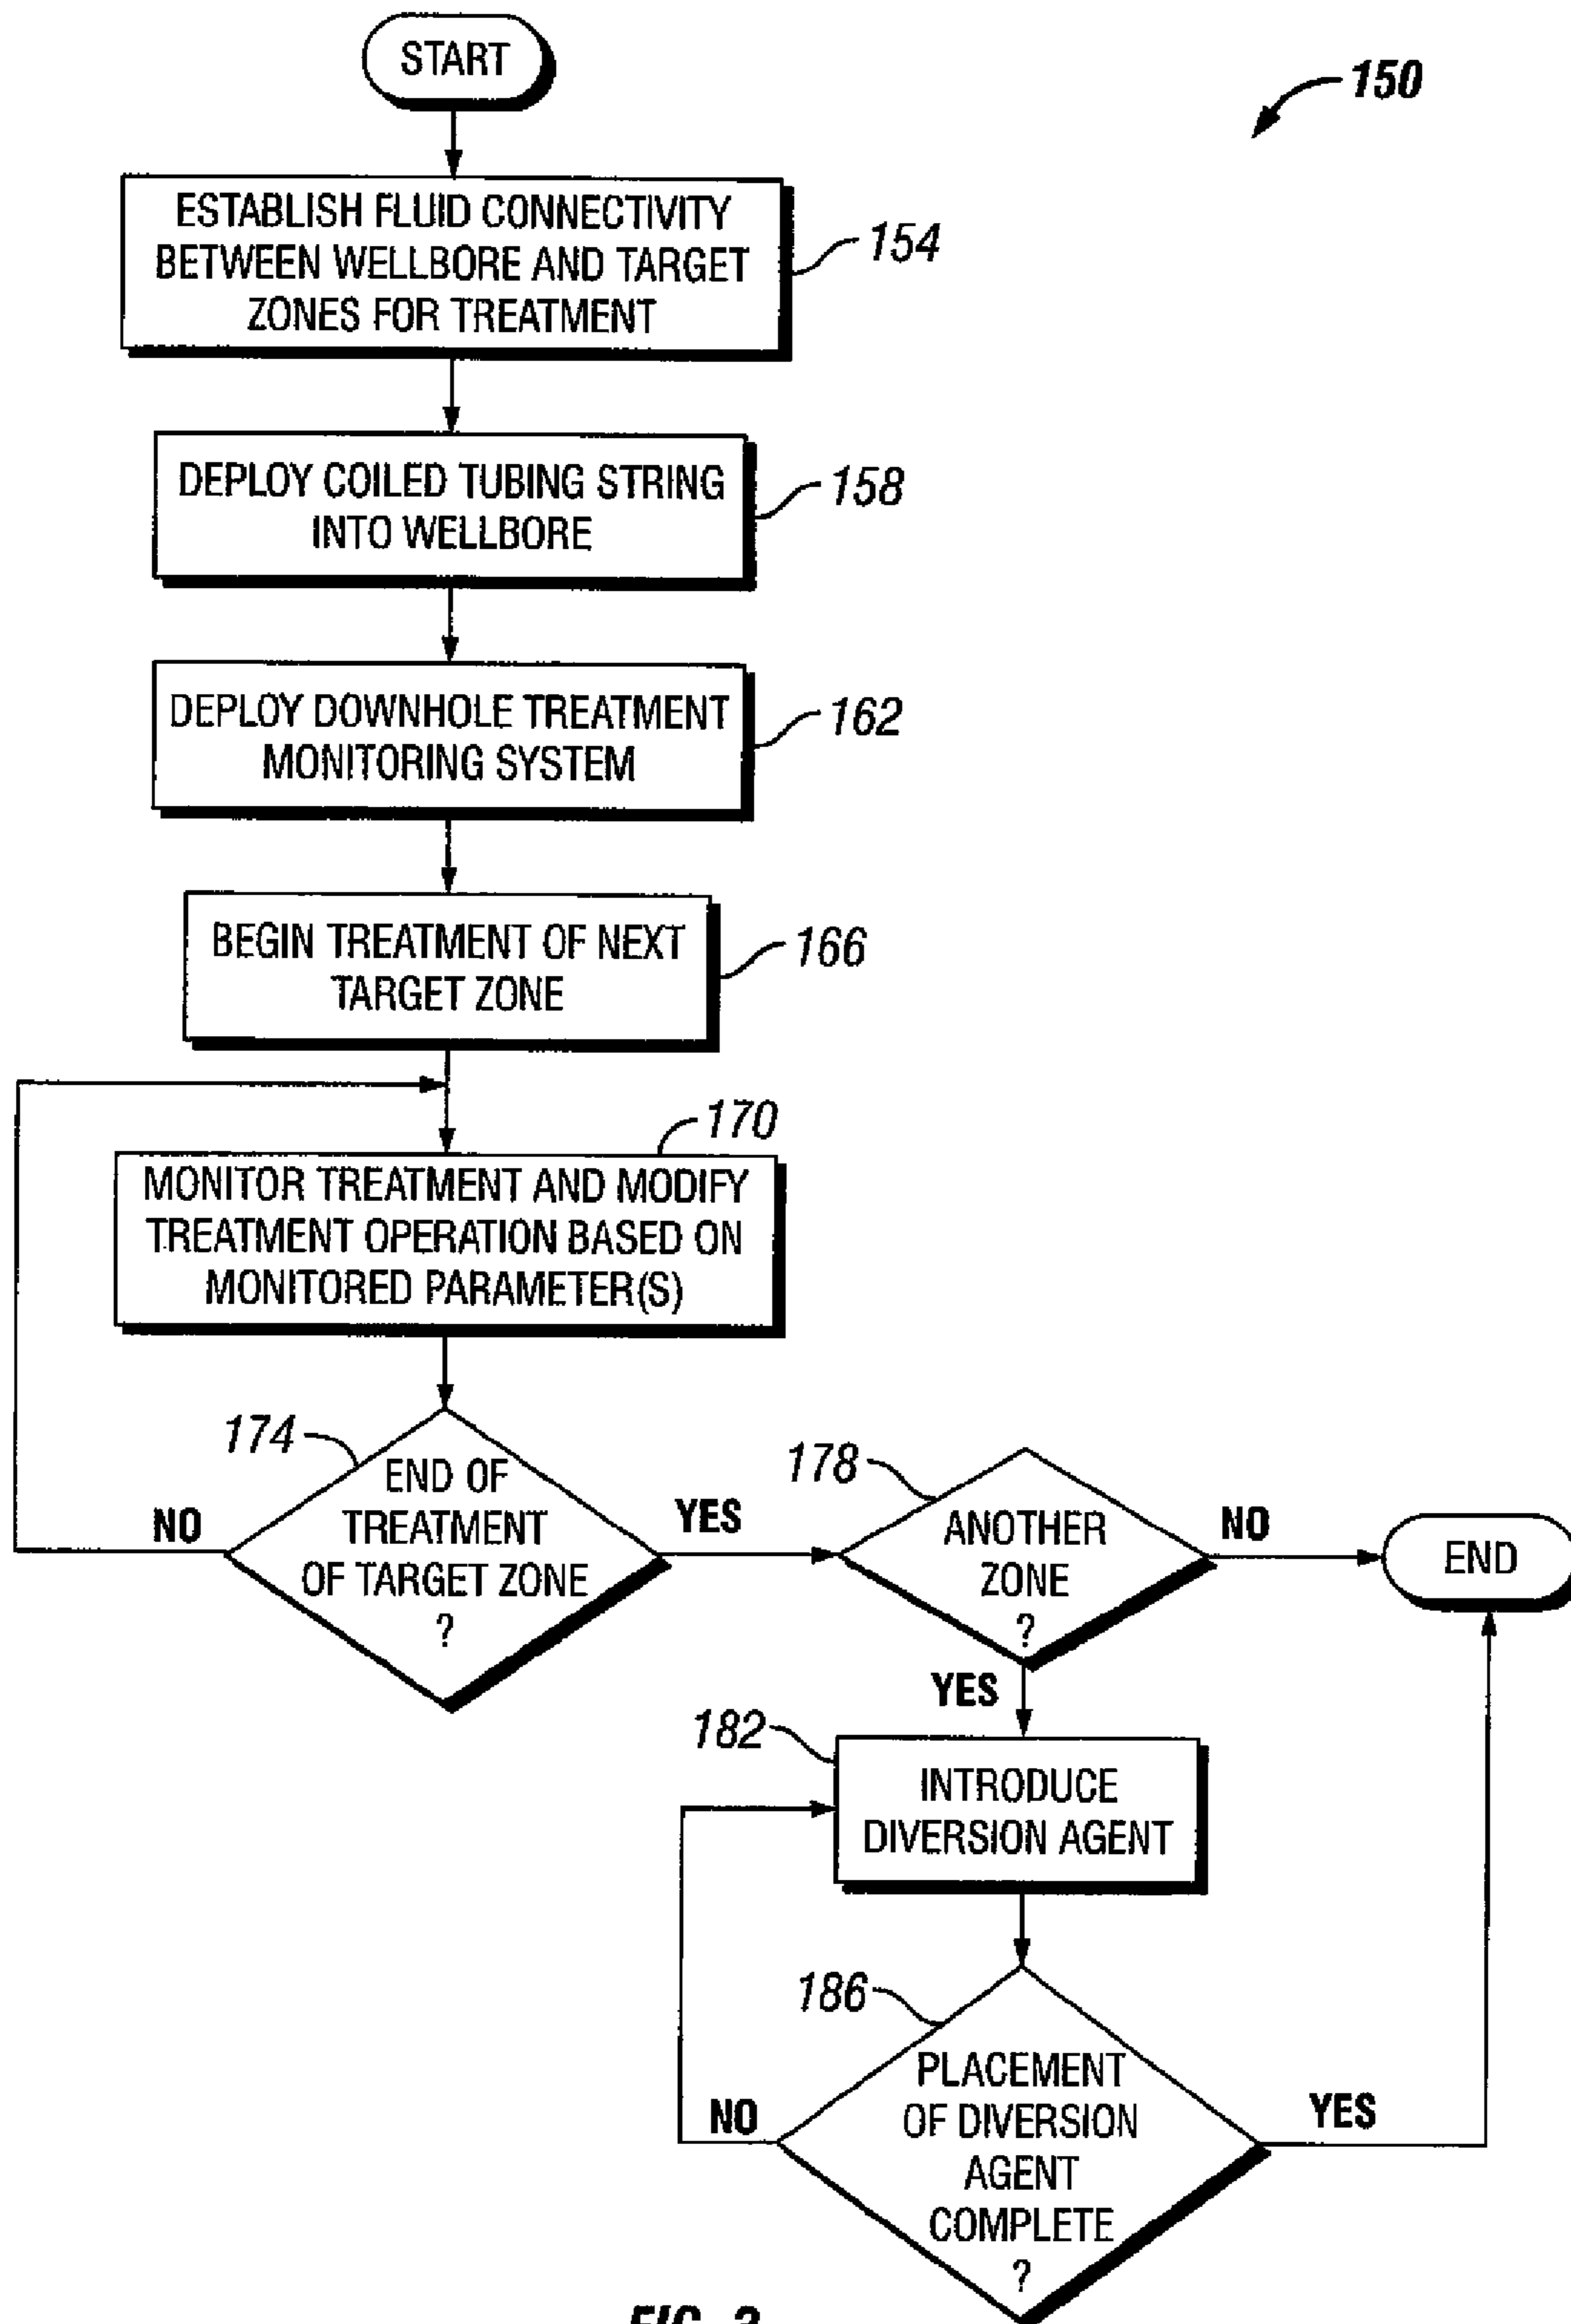 START
150
ESTABLISH FLUID CONNECTIVITY
BETWEEN WELLBORE AND TARGET
ZONES FOR TREATMENT
154
DEPLOY COILED TUBING STRING
INTO WELLBORE
158
DEPLOY DOWNHOLE TREATMENT
MONITORING SYSTEM
162
BEGIN TREATMENT OF NEXT
TARGET ZONE
166
170
MONITOR TREATMENT AND MODIFY
TREATMENT OPERATION BASED ON
MONITORED PARAMETER(S)
174
END OF
TREATMENT
OF TARGET ZONE
?
NO
YES
178
ANOTHER
ZONE
?
NO
END
YES
182
INTRODUCE
DIVERSION AGENT
186
PLACEMENT
OF DIVERSION
AGENT
COMPLETE
?
NO
YES